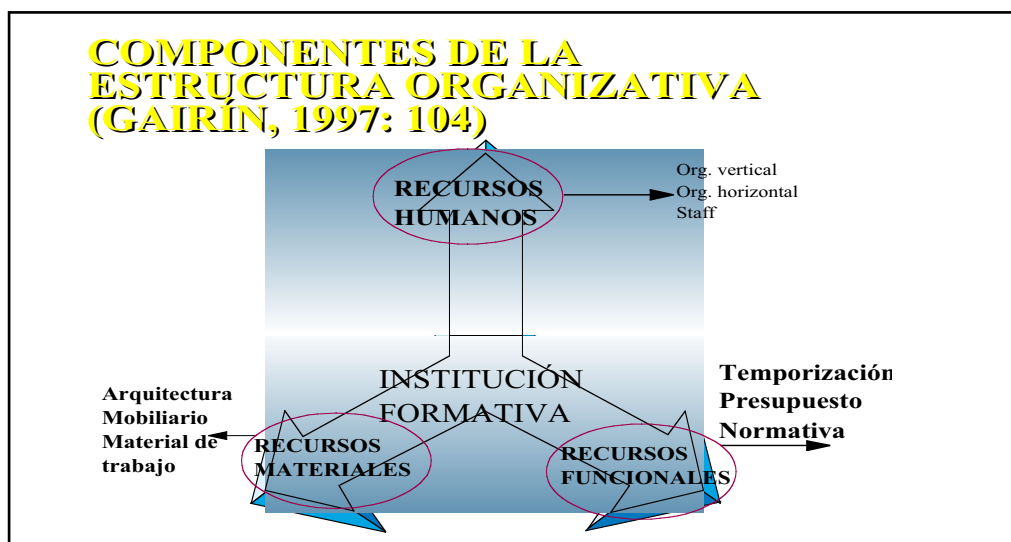 COMPONENTES DE LA
ESTRUCTURA ORGANIZATIVA
(GAIRÍN, 1997: 104)
RECURSOS
HUMANOS
Org. vertical
Org. horizontal
Staff
INSTITUCIÓN
FORMATIVA
Arquitectura
Mobiliario
Material de
trabajo
RECURSOS
MATERIALES
RECURSOS
FUNCIONALES
Temporización
Presupuesto
Normativa